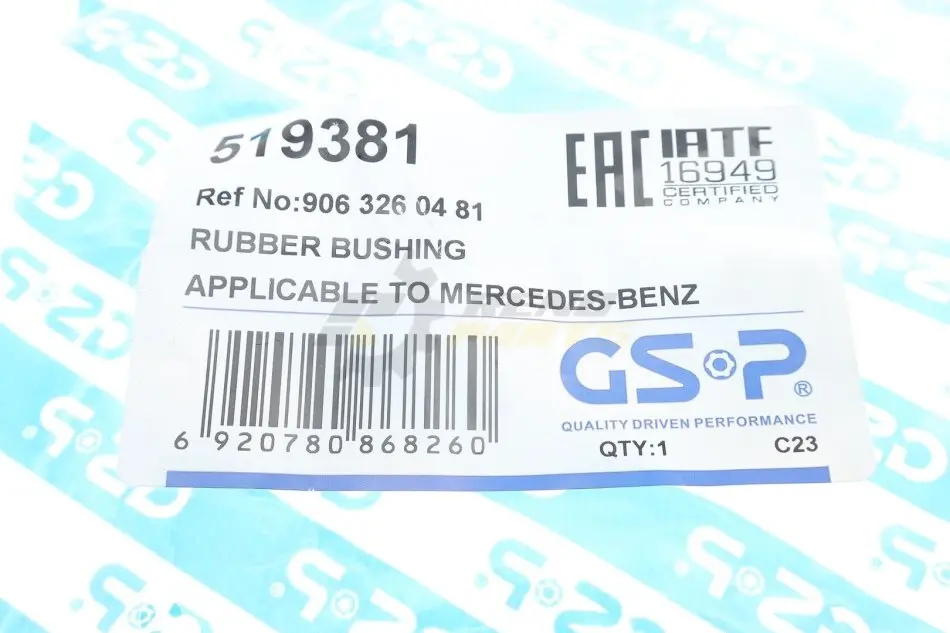 519381
Ref No:906 326 04 81
RUBBER BUSHING
APPLICABLE TO MERCEDES-BENZ
6 920780 868260
EAC
IATF
16949
CERTIFIED
COMPANY
GSP®
QUALITY DRIVEN PERFORMANCE
QTY:1
C23